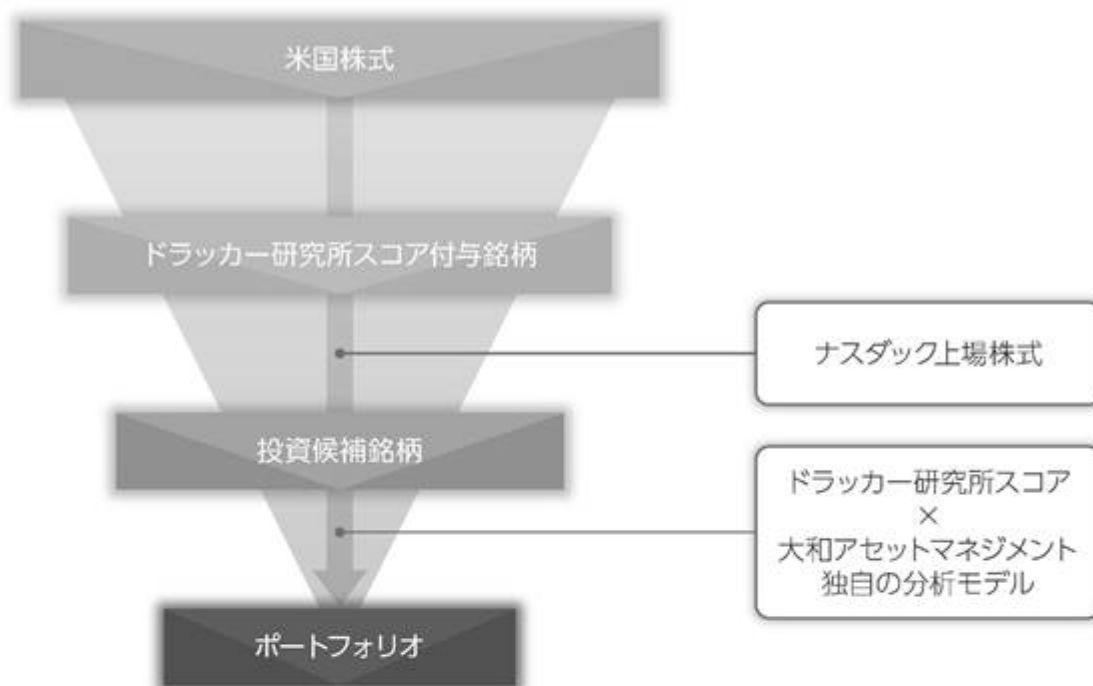 米国株式
ドラッカー研究所スコア付与銘柄
ナスダック上場株式
投資候補銘柄
ドラッカー研究所スコア
×
大和アセットマネジメント
独自の分析モデル
ポートフォリオ